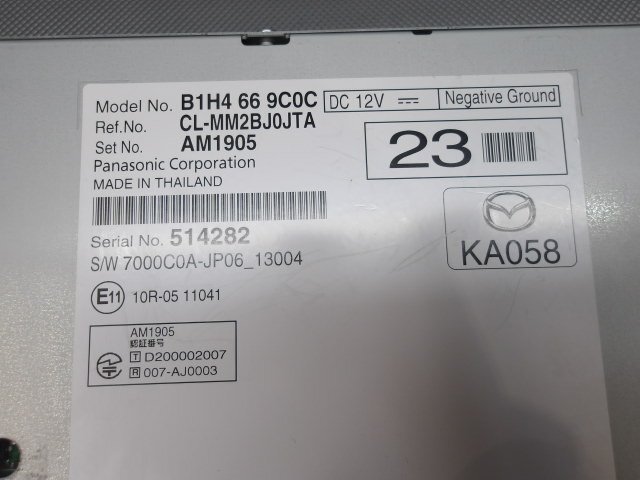 Model No. B1H4 66 9C0C DC 12V Negative Ground
Ref.No. CL-MM2BJ0JTA
Set No. AM1905
23
Panasonic Corporation
MADE IN THAILAND
Serial No. 514282
KA058
S/W 7000C0A-JP06_13004
E11 10R-05 11041
AM1905
認証番号
T D200002007
R 007-AJ0003